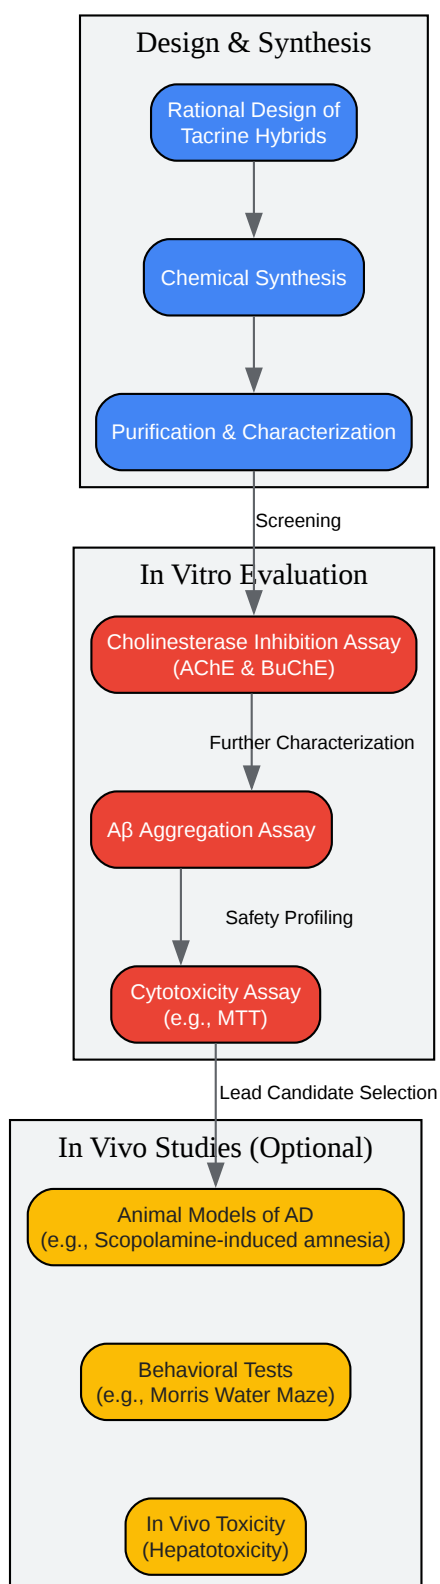 Design & Synthesis
Rational Design of
Tacrine Hybrids
Chemical Synthesis
Purification & Characterization
Screening
In Vitro Evaluation
Cholinesterase Inhibition Assay
(AChE & BuChE)
Further Characterization
Aβ Aggregation Assay
Safety Profiling
Cytotoxicity Assay
(e.g., MTT)
Lead Candidate Selection
In Vivo Studies (Optional)
Animal Models of AD
(e.g., Scopolamine-induced amnesia)
Behavioral Tests
(e.g., Morris Water Maze)
In Vivo Toxicity
(Hepatotoxicity)